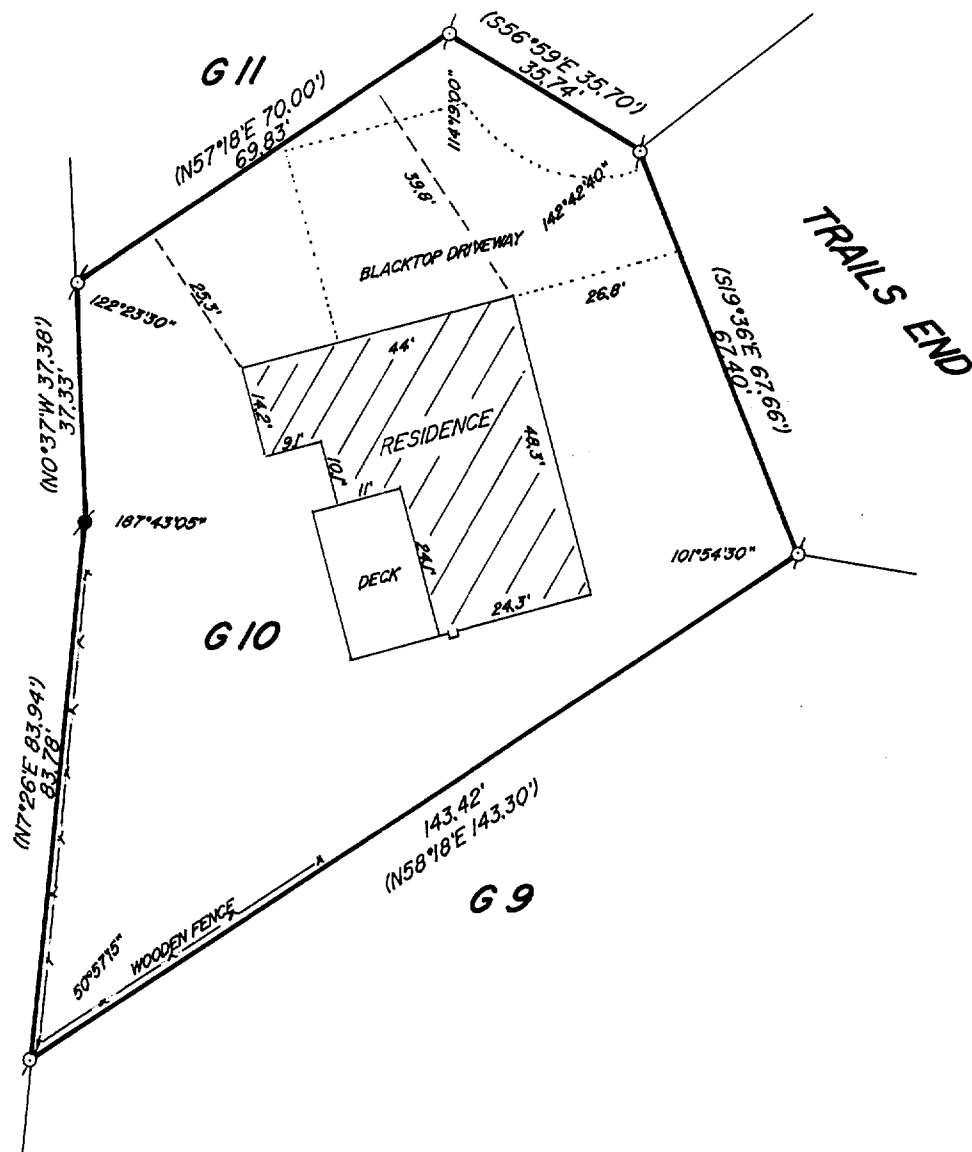 G 11
(S56°59'E 35.70')
35.74'
(N57°18'E 70.00')
69.83'
114°19'00"
142°42'40"
39.8'
BLACKTOP DRIVEWAY
TRAILS END
122°23'30"
25.3'
26.8'
(S19°36'E 67.66')
67.40'
(N0°37'W 37.38')
37.33'
44'
14.2'
9.1'
RESIDENCE
48.3'
10.1'
11'
187°43'05"
24.1'
DECK
101°54'30"
24.3'
G 10
(N7°26'E 83.94')
83.78'
143.42'
(N58°18'E 143.30')
G 9
WOODEN FENCE
50°57'15"